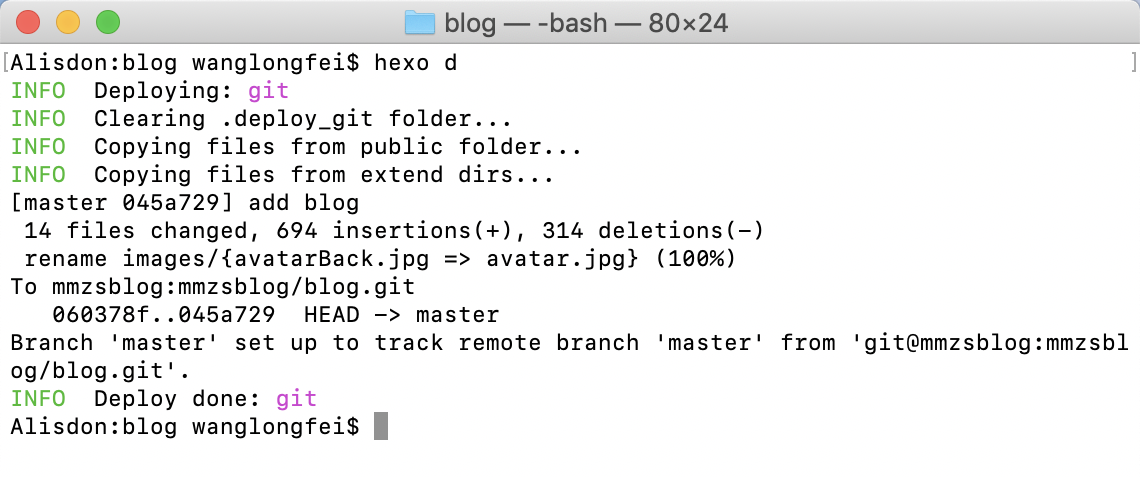 blog — -bash — 80×24
[Alisdon:blog wanglongfei$ hexo d ]
INFO  Deploying: git
INFO  Clearing .deploy_git folder...
INFO  Copying files from public folder...
INFO  Copying files from extend dirs...
[master 045a729] add blog
 14 files changed, 694 insertions(+), 314 deletions(-)
 rename images/{avatarBack.jpg => avatar.jpg} (100%)
To mmzsblog:mmzsblog/blog.git
   060378f..045a729  HEAD -> master
Branch 'master' set up to track remote branch 'master' from 'git@mmzsblog:mmzsbl
og/blog.git'.
INFO  Deploy done: git
Alisdon:blog wanglongfei$